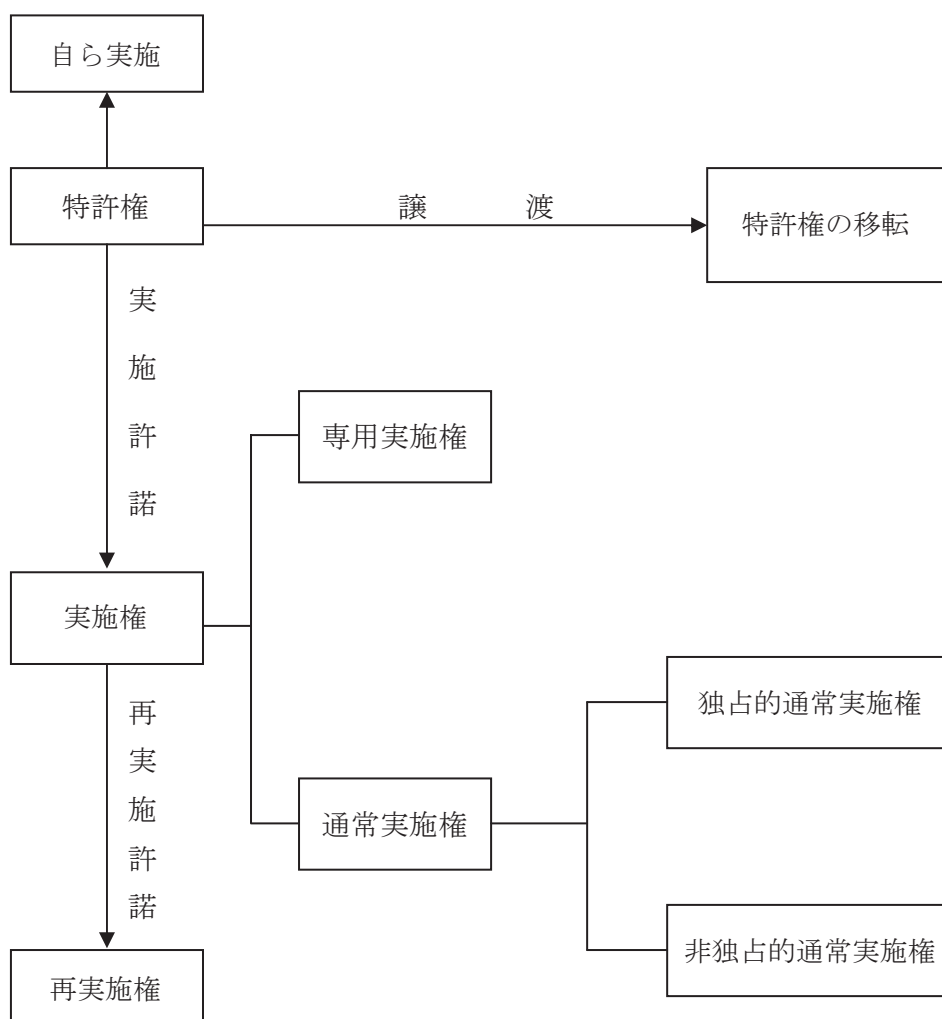 自ら実施
特許権
譲渡
特許権の移転
実施許諾
専用実施権
実施権
独占的通常実施権
再実施許諾
通常実施権
非独占的通常実施権
再実施権